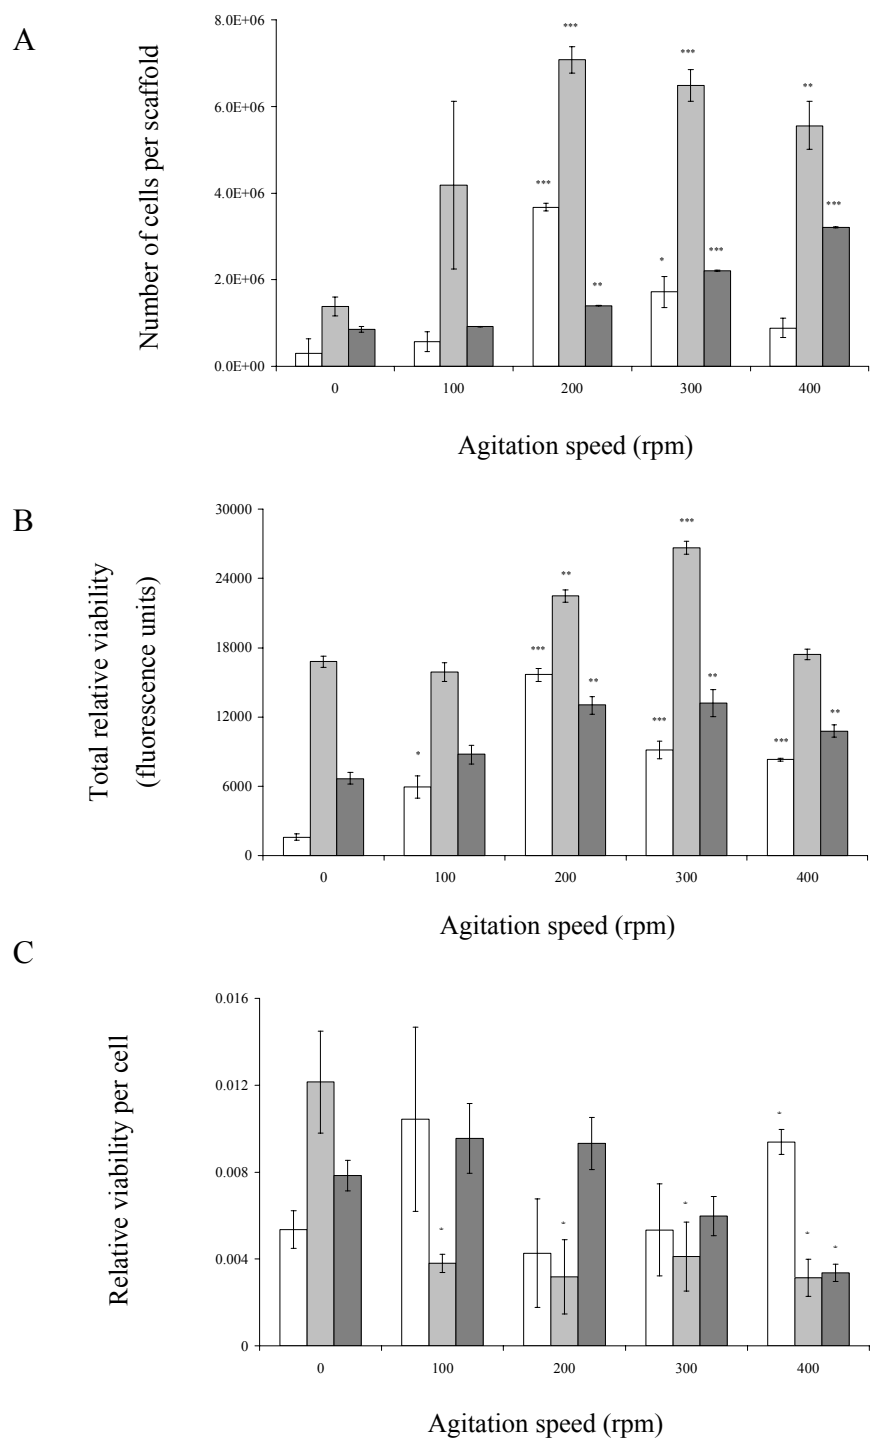 A
Number of cells per scaffold
8.0E+06
6.0E+06
4.0E+06
2.0E+06
0.0E+00
***
***
**
***
***
***
**
*
0 100 200 300 400
Agitation speed (rpm)
B
Total relative viability
(fluorescence units)
30000
24000
18000
12000
6000
0
***
**
***
**
**
***
**
***
*
0 100 200 300 400
Agitation speed (rpm)
C
Relative viability per cell
0.016
0.012
0.008
0.004
0
*
*
*
*
*
*
0 100 200 300 400
Agitation speed (rpm)